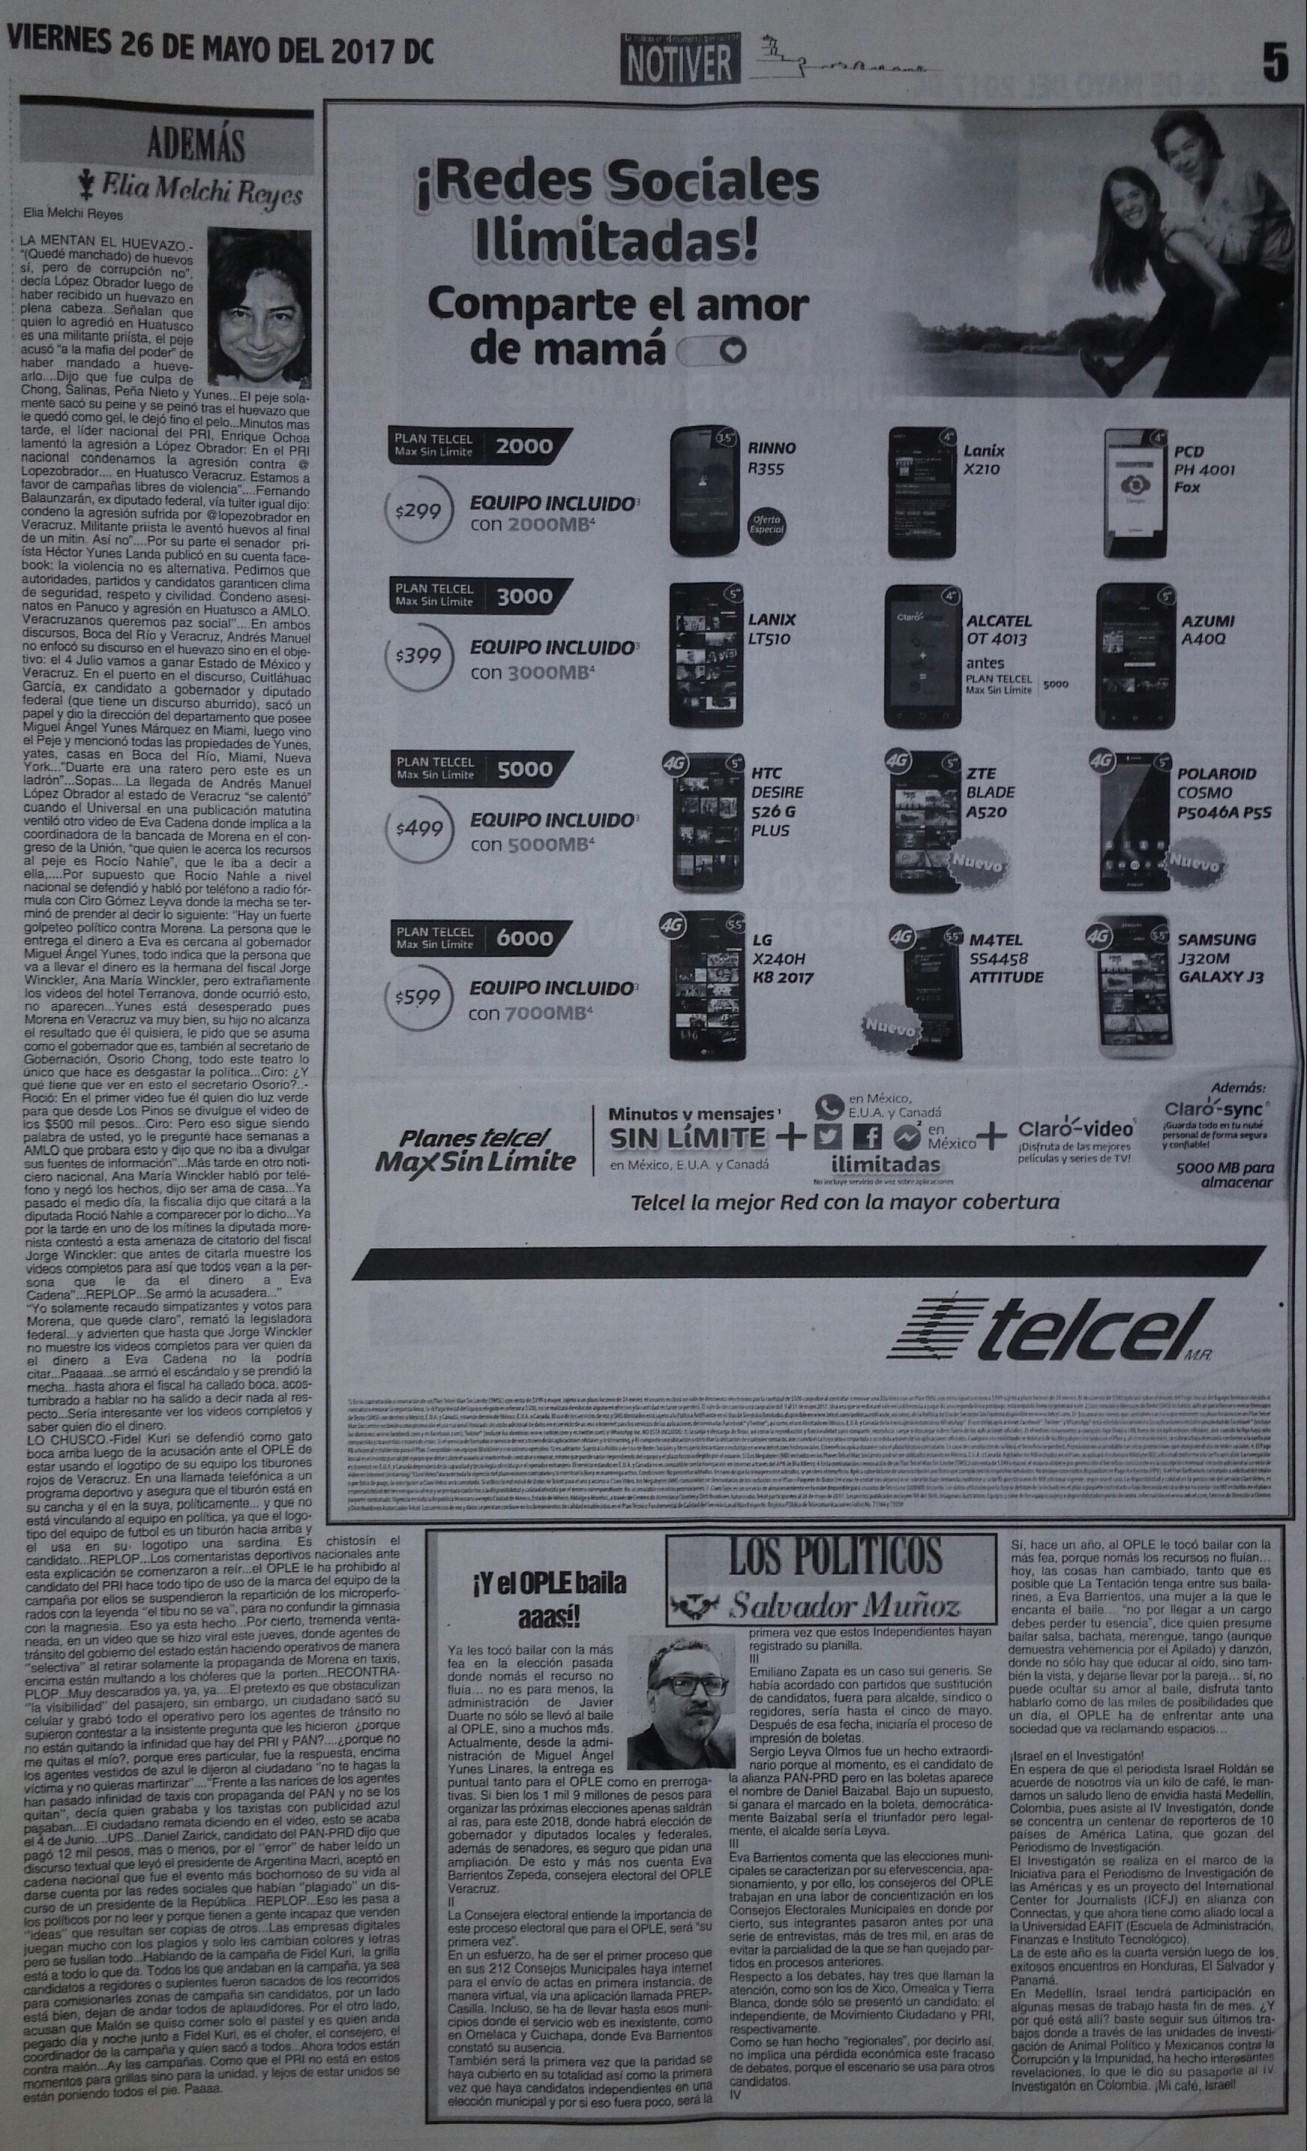 VIERNES 26 DE MAYO DEL 2017 DC
NOTIVER
5
ADEMÁS
Elia Melchi Reyes
Elia Melchi Reyes
LA MENTAN EL HUEVAZO.-
"(Quedé manchado) de huevos
sí, pero de corrupción no",
decía López Obrador luego de
haber recibido un huevazo en
plena cabeza...Señalan que
quien lo agredió en Huatusco
es una militante priísta, el peje
acusó "a la mafia del poder" de
haber mandado a hueve-
arlo....Dijo que fue culpa de
Chong, Salinas, Peña Nieto y Yunes...El peje sola-
mente sacó su peine y se peinó tras el huevazo que
le quedó como gel, le dejó fino el pelo...Minutos mas
tarde, el líder nacional del PRI, Enrique Ochoa
lamentó la agresión a López Obrador: En el PRI
nacional condenamos la agresión contra @
Lopezobrador.... en Huatusco Veracruz. Estamos a
favor de campañas libres de violencia"....Fernando
Balaunzarán, ex diputado federal, vía tuiter igual dijo:
condeno la agresión sufrida por @lopezobrador en
Veracruz. Militante priista le aventó huevos al final
de un mitin. Así no"....Por su parte el senador pri-
ísta Héctor Yunes Landa publicó en su cuenta face-
book: la violencia no es alternativa. Pedimos que
autoridades, partidos y candidatos garanticen clima
de seguridad, respeto y civilidad. Condeno asesi-
natos en Panuco y agresión en Huatusco a AMLO.
Veracruzanos queremos paz social"....En ambos
discursos, Boca del Río y Veracruz, Andrés Manuel
no enfocó su discurso en el huevazo sino en el obje-
tivo: el 4 Julio vamos a ganar Estado de México y
Veracruz. En el puerto en el discurso, Cuitláhuac
García, ex candidato a gobernador y diputado
federal (que tiene un discurso aburrido), sacó un
papel y dio la dirección del departamento que posee
Miguel Ángel Yunes Márquez en Miami, luego vino
el Peje y mencionó todas las propiedades de Yunes,
yates, casas en Boca del Río, Miami, Nueva
York..."Duarte era una ratero pero este es un
ladrón"...Sopas... La llegada de Andrés Manuel
López Obrador al estado de Veracruz "se calentó"
cuando el Universal en una publicación matutina
ventiló otro video de Eva Cadena donde implica a la
coordinadora de la bancada de Morena en el con-
greso de la Unión, "que quien le acerca los recursos
al peje es Rocío Nahle", que le iba a decir a
ella,....Por supuesto que Rocío Nahle a nivel
nacional se defendió y habló por teléfono a radio fór-
mula con Ciro Gómez Leyva donde la mecha se ter-
minó de prender al decir lo siguiente: "Hay un fuerte
golpeteo político contra Morena. La persona que le
entrega el dinero a Eva es cercana al gobernador
Miguel Ángel Yunes, todo indica que la persona que
va a llevar el dinero es la hermana del fiscal Jorge
Winckler, Ana María Winckler, pero extrañamente
los videos del hotel Terranova, donde ocurrió esto,
no aparecen...Yunes está desesperado pues
Morena en Veracruz va muy bien, su hijo no alcanza
el resultado que él quisiera, le pido que se asuma
como el gobernador que es, también al secretario de
Gobernación, Osorio Chong, todo este teatro lo
único que hace es desgastar la política...Ciro: ¿Y
qué tiene que ver en esto el secretario Osorio?..-
Roció: En el primer video fue él quien dio luz verde
para que desde Los Pinos se divulgue el video de
los $500 mil pesos...Ciro: Pero eso sigue siendo
palabra de usted, yo le pregunté hace semanas a
AMLO que probara esto y dijo que no iba a divulgar
sus fuentes de información"...Más tarde en otro noti-
ciero nacional, Ana María Winckler habló por telé-
fono y negó los hechos, dijo ser ama de casa...Ya
pasado el medio día, la fiscalía dijo que citará a la
diputada Roció Nahle a comparecer por lo dicho...Ya
por la tarde en uno de los mítines la diputada more-
nista contestó a esta amenaza de citatorio del fiscal
Jorge Winckler: que antes de citarla muestre los
videos completos para así que todos vean a la per-
sona que le da el dinero a Eva
Cadena"...REPLOP...Se armó la acusadera..."
"Yo solamente recaudo simpatizantes y votos para
Morena, que quede claro", remató la legisladora
federal...y advierten que hasta que Jorge Winckler
no muestre los videos completos para ver quien da
el dinero a Eva Cadena no la podría
citar...Paaaaa...se armó el escándalo y se prendió la
mecha...hasta ahora el fiscal ha callado boca, acos-
tumbrado a hablar no ha salido a decir nada al res-
pecto...Sería interesante ver los videos completos y
saber quien dio el dinero.
LO CHUSCO.-Fidel Kuri se defendió como gato
boca arriba luego de la acusación ante el OPLE de
estar usando el logotipo de su equipo los tiburones
rojos de Veracruz. En una llamada telefónica a un
programa deportivo y asegura que el tiburón está en
su cancha y el en la suya, políticamente... y que no
está vinculando al equipo en política, ya que el logo-
tipo del equipo de futbol es un tiburón hacia arriba y
el usa en su logotipo una sardina. Es chistosín el
candidato...REPLOP...Los comentaristas deportivos nacionales ante
esta explicación se comenzaron a reír...el OPLE le ha prohibido al
candidato del PRI hace todo tipo de uso de la marca del equipo de la
campaña por ellos se suspendieron la repartición de los microperfo-
rados con la leyenda "el tibu no se va", para no confundir la gimnasia
con la magnesia...Eso ya esta hecho...Por cierto, tremenda venta-
neada, en un video que se hizo viral este jueves, donde agentes de
tránsito del gobierno del estado están haciendo operativos de manera
"selectiva" al retirar solamente la propaganda de Morena en taxis,
encima están multando a los chóferes que la porten...RECONTRA-
PLOP...Muy descarados ya, ya, ya....El pretexto es que obstaculizan
"la visibilidad" del pasajero, sin embargo, un ciudadano sacó su
celular y grabó todo el operativo pero los agentes de tránsito no
supieron contestar a la insistente pregunta que les hicieron ¿porque
no están quitando la infinidad que hay del PRI y PAN?....¿porque
me quitas el mío?, porque eres particular, fue la respuesta, encima
los agentes vestidos de azul le dijeron al ciudadano "no te hagas la
víctima y no quieras martirizar"...."Frente a las narices de los agentes
han pasado infinidad de taxis con propaganda del PAN y no se los
quitan", decía quien grababa y los taxistas con publicidad azul
pasaban....El ciudadano remata diciendo en el video, esto se acaba
el 4 de Junio....UPS...Daniel Zairick, candidato del PAN-PRD dijo que
pagó 12 mil pesos, mas o menos, por el "error" de haber leído un
discurso textual que leyó el presidente de Argentina Macri, aceptó en
cadena nacional que fue el evento más bochornoso de su vida al
darse cuenta por las redes sociales que habían "plagiado" un dis-
curso de un presidente de la República...REPLOP...Eso les pasa a
los políticos por no leer y porque tienen a gente incapaz que venden
"ideas" que resultan ser copias de otros...Las empresas digitales
juegan mucho con los plagios y solo les cambian colores y letras
pero se fusilan todo...Hablando de la campaña de Fidel Kuri, la grilla
está a todo lo que da. Todos los que andaban en la campaña, ya sea
candidatos a regidores o suplentes fueron sacados de los recorridos
para comisionarles zonas de campaña sin candidatos, por un lado
está bien, dejan de andar todos de aplaudidores. Por el otro lado,
acusan que Malón se quiso comer solo el pastel y es quien anda
pegado día y noche junto a Fidel Kuri, es el chofer, el consejero, el
coordinador de la campaña y quien sacó a todos...Ahora todos están
contra malón...Ay las campañas. Como que el PRI no está en estos
momentos para grillas sino para la unidad, y lejos de estar unidos se
están poniendo todos el pie. Paaaa.
¡Redes Sociales
Ilimitadas!
Comparte el amor
de mamá
PLAN TELCEL
Max Sin Límite 2000
$299
EQUIPO INCLUIDO³
con 2000MB⁴
3.5"
RINNO
R355
Oferta
Especial
4"
Lanix
X210
4"
PCD
PH 4001
Fox
PLAN TELCEL
Max Sin Límite 3000
$399
EQUIPO INCLUIDO³
con 3000MB⁴
5"
LANIX
LT510
4"
Claro
ALCATEL
OT 4013
antes
PLAN TELCEL
Max Sin Límite 5000
5"
AZUMI
A40Q
PLAN TELCEL
Max Sin Límite 5000
$499
EQUIPO INCLUIDO³
con 5000MB⁴
4G
5"
HTC
DESIRE
526 G
PLUS
4G
5"
ZTE
BLADE
A520
Nuevo
4G
5"
POLAROID
COSMO
P5046A P5S
Nuevo
PLAN TELCEL
Max Sin Límite 6000
$599
EQUIPO INCLUIDO³
con 7000MB⁴
4G
5.5"
LG
X240H
K8 2017
4G
5.5"
M4TEL
SS4458
ATTITUDE
Nuevo
4G
SAMSUNG
J320M
GALAXY J3
Planes telcel
Max Sin Límite
Minutos y mensajes¹
SIN LÍMITE
en México, E.U.A. y Canadá
+
en México,
E.U.A. y Canadá
en
México
ilimitadas
No incluye servicio de voz sobre aplicaciones
+
Claro-video
¡Disfruta de las mejores
películas y series de TV!
Además:
Claro-sync
¡Guarda todo en tu nube
personal de forma segura
y confiable!
5000 MB para
almacenar
Telcel la mejor Red con la mayor cobertura
telcel M.R.
¡Y el OPLE baila
aaasí!!
LOS POLITICOS
Salvador Muñoz
Ya les tocó bailar con la más
fea en la elección pasada
donde nomás el recurso no
fluía... no es para menos, la
administración de Javier
Duarte no sólo se llevó al baile
al OPLE, sino a muchos más.
Actualmente, desde la admi-
nistración de Miguel Ángel
Yunes Linares, la entrega es
puntual tanto para el OPLE como en prerroga-
tivas. Si bien los 1 mil 9 millones de pesos para
organizar las próximas elecciones apenas saldrán
al ras, para este 2018, donde habrá elección de
gobernador y diputados locales y federales,
además de senadores, es seguro que pidan una
ampliación. De esto y más nos cuenta Eva
Barrientos Zepeda, consejera electoral del OPLE
Veracruz.
II
La Consejera electoral entiende la importancia de
este proceso electoral que para el OPLE, será "su
primera vez".
En un esfuerzo, ha de ser el primer proceso que
en sus 212 Consejos Municipales haya internet
para el envío de actas en primera instancia, de
manera virtual, vía una aplicación llamada PREP-
Casilla. Incluso, se ha de llevar hasta esos muni-
cipios donde el servicio web es inexistente, como
en Omelaca y Cuichapa, donde Eva Barrientos
constató su ausencia.
También será la primera vez que la paridad se
haya cubierto en su totalidad así como la primera
vez que haya candidatos independientes en una
elección municipal y por si eso fuera poco, será la
primera vez que estos Independientes hayan
registrado su planilla.
III
Emiliano Zapata es un caso sui generis. Se
había acordado con partidos que sustitución
de candidatos, fuera para alcalde, síndico o
regidores, sería hasta el cinco de mayo.
Después de esa fecha, iniciaría el proceso de
impresión de boletas.
Sergio Leyva Olmos fue un hecho extraordi-
nario porque al momento, es el candidato de
la alianza PAN-PRD pero en las boletas aparece
el nombre de Daniel Baizabal. Bajo un supuesto,
si ganara el marcado en la boleta, democrática-
mente Baizabal sería el triunfador pero legal-
mente, el alcalde sería Leyva.
III
Eva Barrientos comenta que las elecciones muni-
cipales se caracterizan por su efervescencia, apa-
sionamiento, y por ello, los consejos del OPLE
trabajan en una labor de concientización en los
Consejos Electorales Municipales en donde por
cierto, sus integrantes pasaron antes por una
serie de entrevistas, más de tres mil, en aras de
evitar la parcialidad de la que se han quejado par-
tidos en procesos anteriores.
Respecto a los debates, hay tres que llaman la
atención, como son los de Xico, Omealca y Tierra
Blanca, donde sólo se presentó un candidato: el
independiente, de Movimiento Ciudadano y PRI,
respectivamente.
Como se han hecho "regionales", por decirlo así,
no implica una pérdida económica este fracaso
de debates, porque el escenario se usa para otros
candidatos.
IV
Sí, hace un año, al OPLE le tocó bailar con la
más fea, porque nomás los recursos no fluían...
hoy, las cosas han cambiado, tanto que es
posible que La Tentación tenga entre sus baila-
rines, a Eva Barrientos, una mujer a la que le
encanta el baile... "no por llegar a un cargo
debes perder tu esencia", dice quien presume
bailar salsa, bachata, merengue, tango (aunque
demuestra vehemencia por el Apilado) y danzón,
donde no sólo hay que educar al oído, sino tam-
bién la vista, y dejarse llevar por la pareja... sí, no
puede ocultar su amor al baile, disfruta tanto
hablarlo como de las miles de posibilidades que
un día, el OPLE ha de enfrentar ante una
sociedad que va reclamando espacios...
¡Israel en el Investigatón!
En espera de que el periodista Israel Roldán se
acuerde de nosotros vía un kilo de café, le man-
damos un saludo lleno de envidia hasta Medellín,
Colombia, pues asiste al IV Investigatón, donde
se concentra un centenar de reporteros de 10
países de América Latina, que gozan del
Periodismo de Investigación.
El Investigatón se realiza en el marco de la
Iniciativa para el Periodismo de Investigación de
las Américas y es un proyecto del International
Center for Journalists (ICFJ) en alianza con
Connectas, y que ahora tiene como aliado local a
la Universidad EAFIT (Escuela de Administración,
Finanzas e Instituto Tecnológico).
La de este año es la cuarta versión luego de los
exitosos encuentros en Honduras, El Salvador y
Panamá.
En Medellín, Israel tendrá participación en
algunas mesas de trabajo hasta fin de mes. ¿Y
por qué está allí? baste seguir sus últimos tra-
bajos donde a través de las unidades de Investi-
gación de Animal Político y Mexicanos contra la
Corrupción y la Impunidad, ha hecho interesantes
revelaciones, lo que le dio su pasaporte al IV
Investigatón en Colombia. ¡Mi café, Israel!